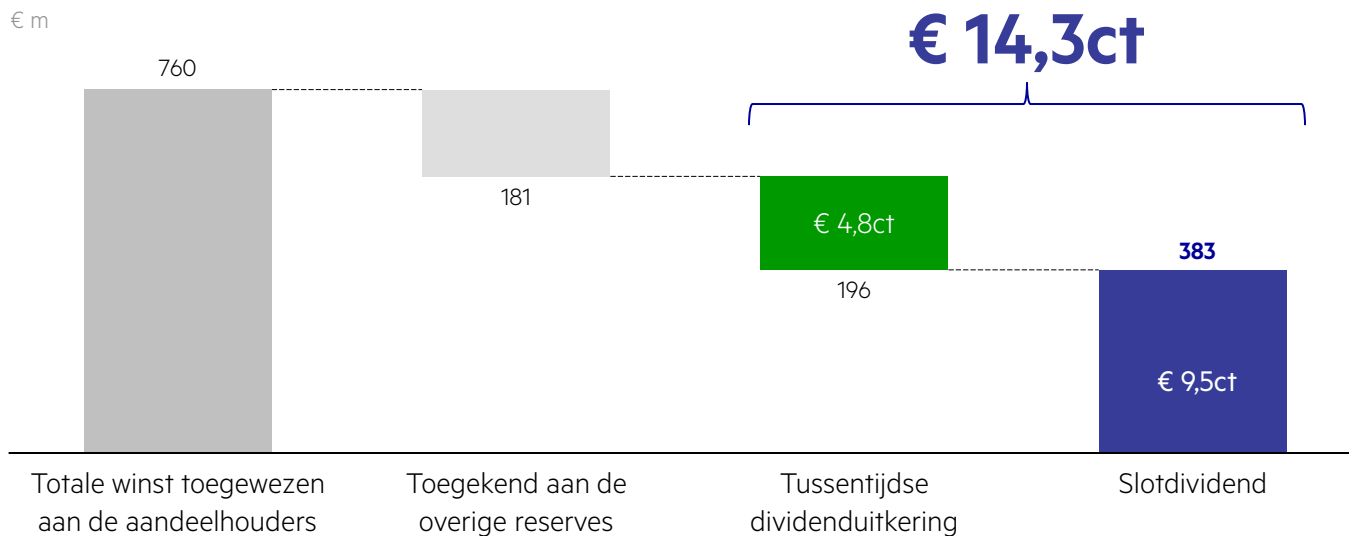 € m
€ 14,3ct
760
181
€ 4,8ct
196
383
€ 9,5ct
Totale winst toegewezen
aan de aandeelhouders
Toegekend aan de
overige reserves
Tussentijdse
dividenduitkering
Slotdividend